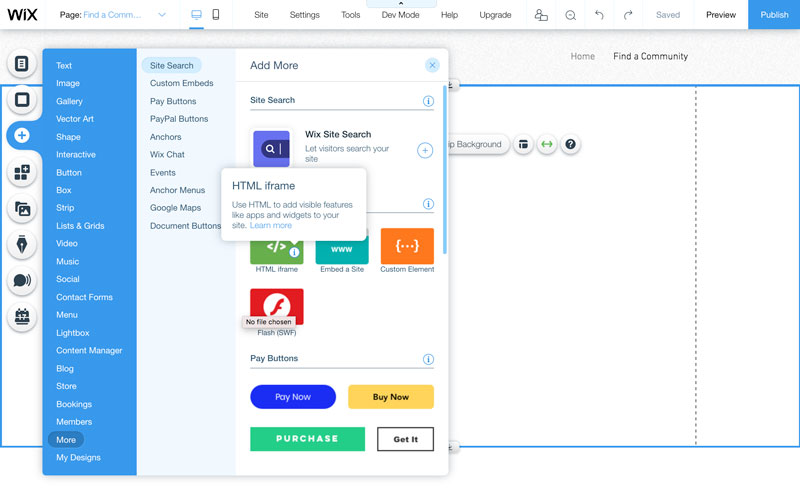 WiX
Page: Find a Comm...
Site
Settings
Tools
Dev Mode
Help
Upgrade
Saved
Preview
Publish
Home
Find a Community
Text
Image
Gallery
Vector Art
Shape
Interactive
Button
Box
Strip
Lists & Grids
Video
Music
Social
Contact Forms
Menu
Lightbox
Content Manager
Blog
Store
Bookings
Members
More
My Designs
Site Search
Custom Embeds
Pay Buttons
PayPal Buttons
Anchors
Wix Chat
Events
Anchor Menus
Google Maps
Document Buttons
Add More
Site Search
Wix Site Search
Let visitors search your
site
HTML iframe
Use HTML to add visible features
like apps and widgets to your
site. Learn more
</>
www
{···}
HTML iframe
Embed a Site
Custom Element
No file chosen
Flash (SWF)
Pay Buttons
Pay Now
Buy Now
PURCHASE
Get It
Background
?